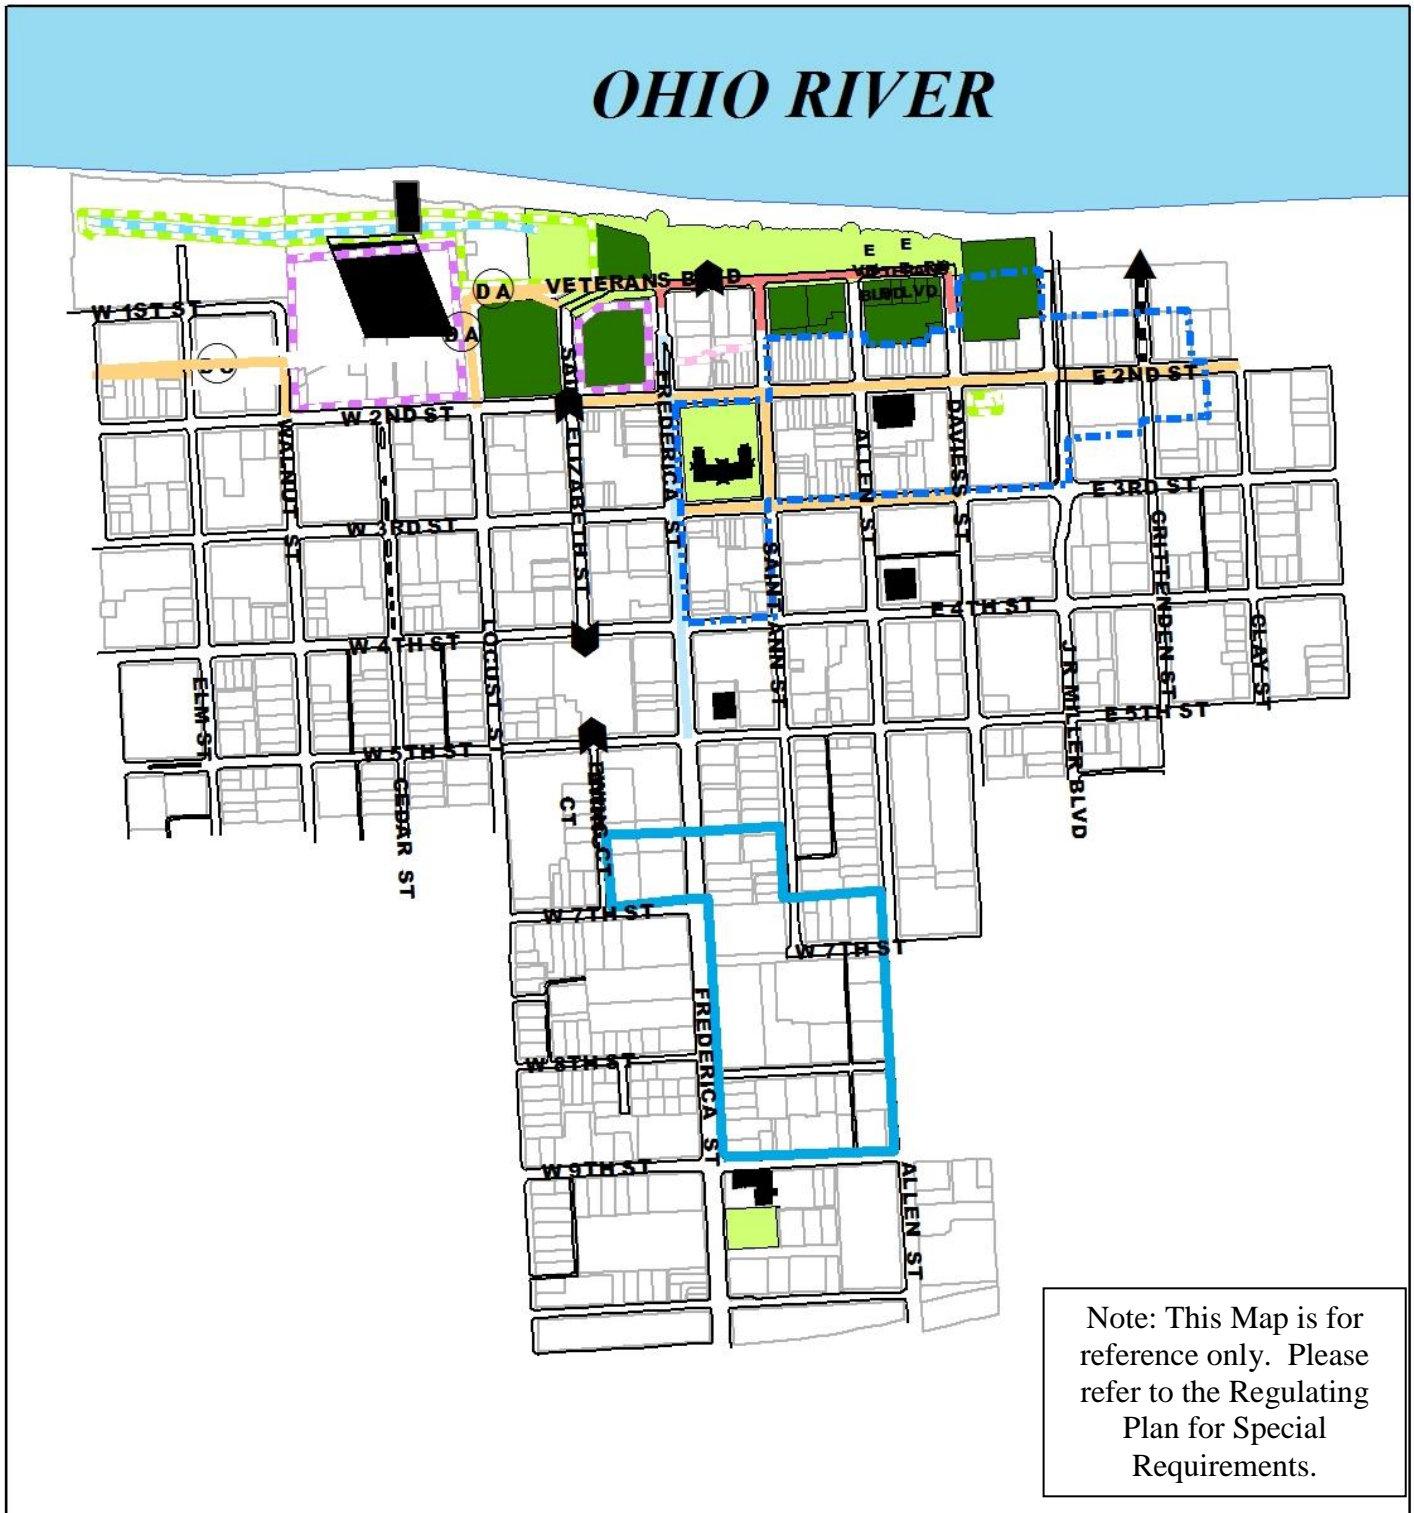 OHIO RIVER
E
E
VETERANS BLVD
BLVD
BLVD
D A
W 1ST ST
D A
E 2ND ST
W 2ND ST
SAINT ELIZABETH ST
FREDERICA ST
WALNUT ST
ALLEN ST
DAVIESS ST
E 3RD ST
W 3RD ST
SAINT ANN ST
CRITTENDEN ST
E 4TH ST
W 4TH ST
LOCUST ST
J R MILLER BLVD
CLAY ST
ELM ST
E 5TH ST
W 5TH ST
CEDAR ST
CT
CT
W 7TH ST
W 7TH ST
FREDERICA ST
W 8TH ST
W 9TH ST
ALLEN ST
Note: This Map is for
reference only. Please
refer to the Regulating
Plan for Special
Requirements.